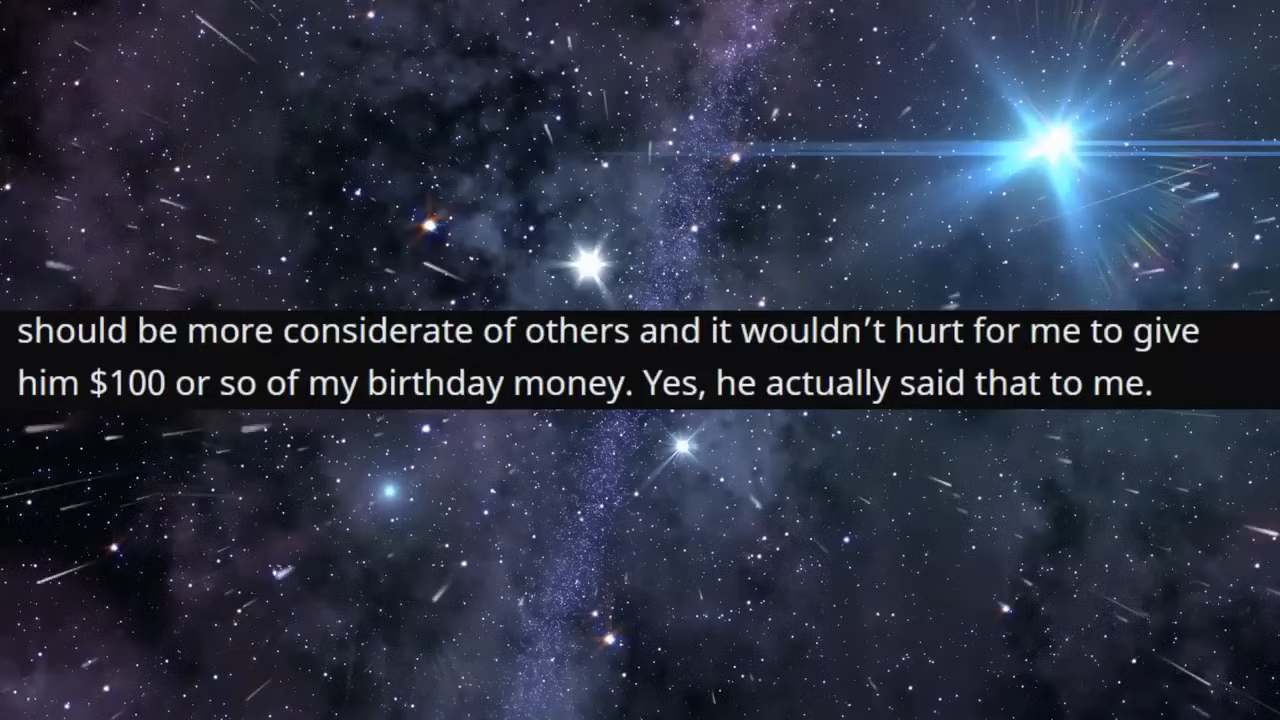 should be more considerate of others and it wouldn’t hurt for me to give
him $100 or so of my birthday money. Yes, he actually said that to me.